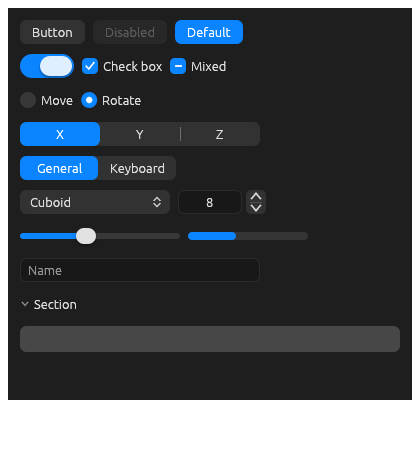 Button Disabled Default
Check box Mixed
Move Rotate
X Y Z
General Keyboard
Cuboid 8
Name
Section